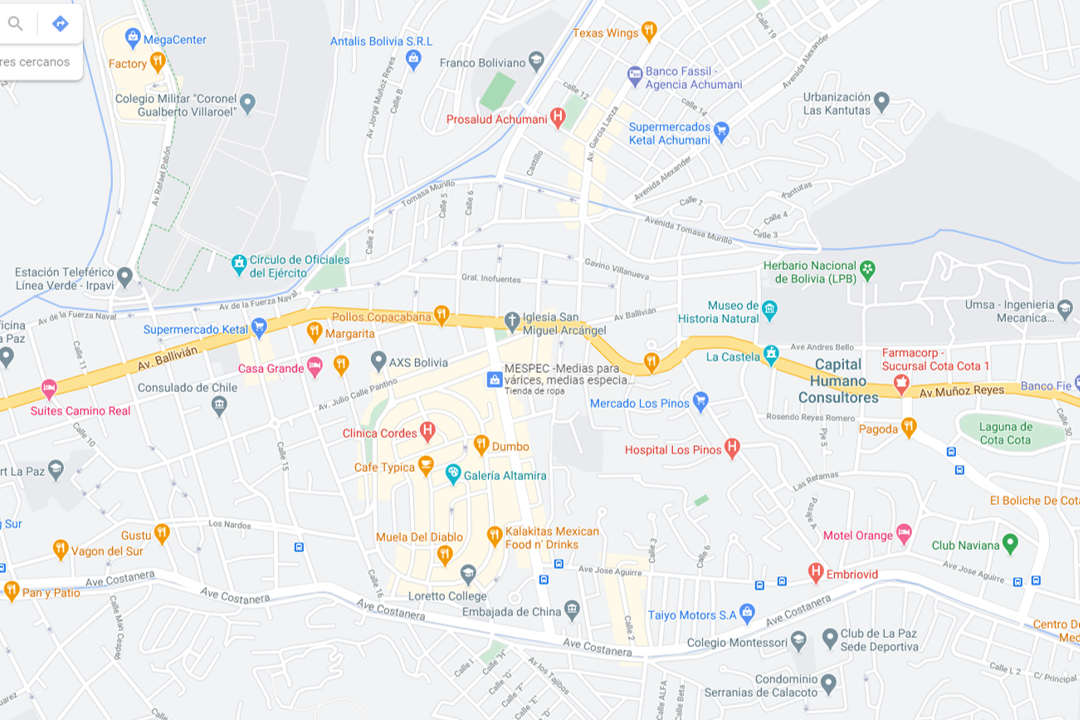 res cercanos
MegaCenter
Factory
Antalis Bolivia S.R.L
Texas Wings
Calle 19
Avenida Alexander
Franco Boliviano
Banco Fassil -
Agencia Achumani
Colegio Militar "Coronel
Gualberto Villaroel"
Av Jorge Muñoz Reyes
Calle B
calle 12
calle 14
Urbanización
Las Kantutas
Prosalud Achumani
Av. Garcia Lanza
Supermercados
Ketal Achumani
Av Rafael Pabón
Castillo
Avenida Alexander
Tomasa Murillo
Calle 5
Calle 6
Calle 1
Kantutas
Calle 4
Calle 3
Calle 2
Avenida Tomasa Murillo
Círculo de Oficiales
del Ejército
Estación Teleférico
Línea Verde - Irpavi
Gral. Inofuentes
Gavino Villanueva
Herbario Nacional
de Bolivia (LPB)
Av de la Fuerza Naval
Av de la Fuerza Naval
Museo de
Historia Natural
Umsa - Ingenieria
Mecanica...
ficina
a Paz
Supermercado Ketal
Pollos Copacabana
Margarita
Iglesia San
Miguel Arcángel
Av Ballivián
Av. Ballivián
Calle 11
AXS Bolivia
Casa Grande
La Castela
Ave Andres Bello
Capital
Humano
Consultores
Farmacorp -
Sucursal Cota Cota 1
MESPEC -Medias para
várices, medias especia...
Tienda de ropa
Consulado de Chile
Av. Julio Calle Pantino
Suites Camino Real
Mercado Los Pinos
Av Muñoz Reyes
Banco Fie
Rosendo Reyes Romero
Pagoda
Laguna de
Cota Cota
Calle 30
Calle 10
Calle 15
Clinica Cordes
Dumbo
Hospital Los Pinos
Pje 5
rt La Paz
Cafe Typica
Galería Altamira
Las Retamas
Pasaje A
El Boliche De Cota
g Sur
Los Nardos
Gustu
Vagon del Sur
Muela Del Diablo
Kalakitas Mexican
Food n' Drinks
Calle 3
Calle 6
Motel Orange
Club Naviana
Ave Costanera
Calle 16
Ave Jose Aguirre
Embriovid
Ave Jose Aguirre
Pan y Patio
Ave Costanera
Loretto College
Ave Costanera
Embajada de China
Taiyo Motors S.A
Ave Costanera
Calle Man Cespad
Calle 2
Centro De
Med
Ave Costanera
Colegio Montessori
Club de La Paz
Sede Deportiva
Calle I
"H"
"G"
"F"
"E"
"D"
Av los Tajibos
Condominio
Serranias de Calacoto
Calle L 2
C/ Principal
Calle ALFA
Calle Beta